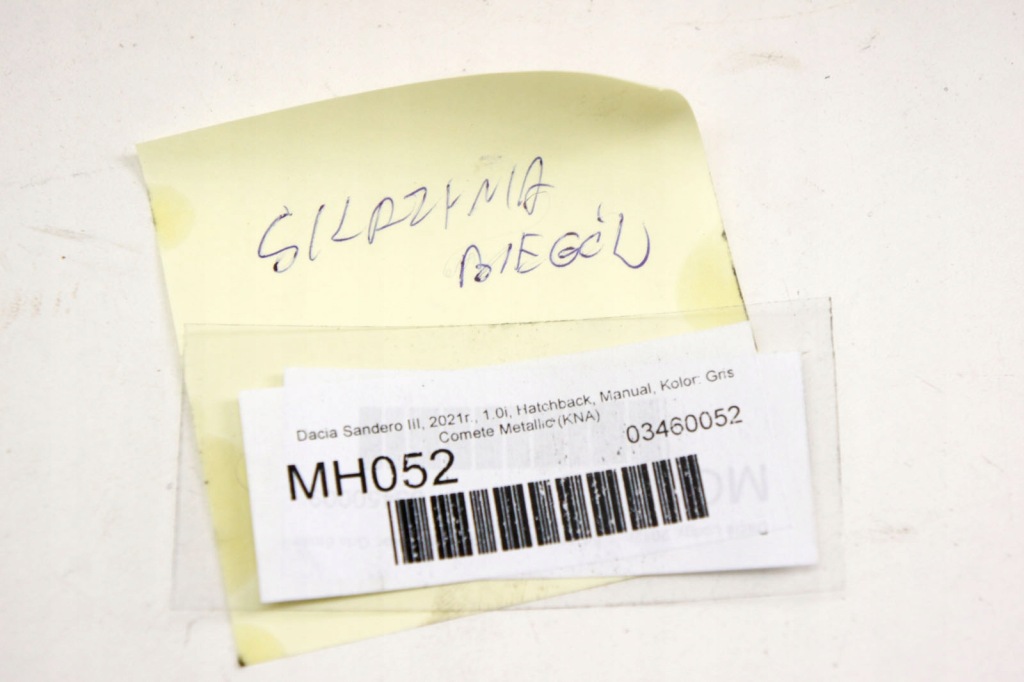 SKRZYNIA
BIEGÓW
Dacia Sandero III, 2021r., 1.0i, Hatchback, Manual, Kolor: Gris
Comete Metallic (KNA)
03460052
MH052